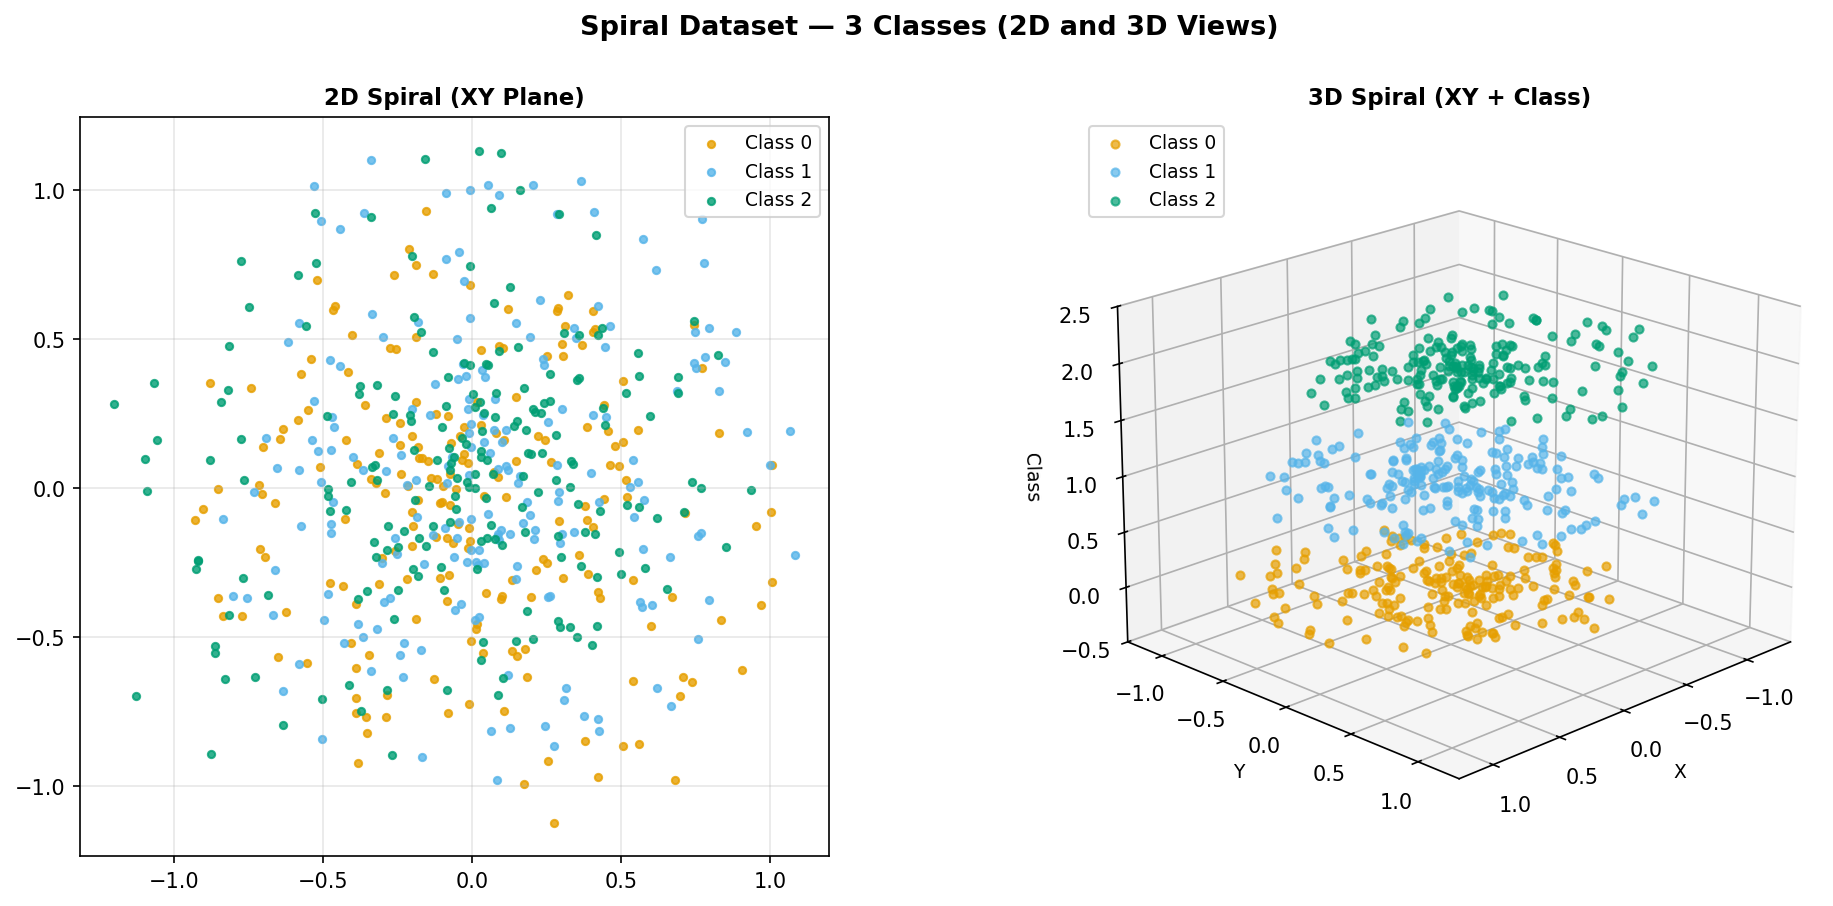 Spiral Dataset — 3 Classes (2D and 3D Views)
2D Spiral (XY Plane)
Class 0
Class 1
Class 2
1.0
0.5
0.0
−0.5
−1.0
−1.0
−0.5
0.0
0.5
1.0
3D Spiral (XY + Class)
Class 0
Class 1
Class 2
2.5
2.0
1.5
1.0
0.5
0.0
−0.5
Class
−1.0
−0.5
0.0
0.5
1.0
Y
−1.0
−0.5
0.0
0.5
1.0
X